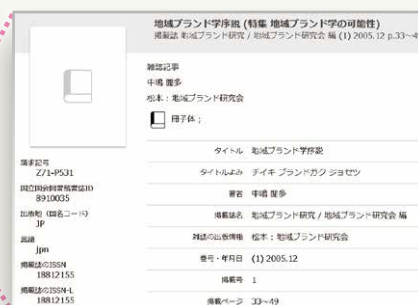 地域ブランド学序説 (特集 地域ブランド学の可能性)
掲載誌 地域ブランド研究 / 地域ブランド研究会 編 (1) 2005.12 p.33~4
雑誌記事
中嶋 聞多
松本 : 地域ブランド研究会
冊子体 ;
請求記号
Z71-P531
国立国会図書館書誌ID
8910035
出版地 (国名コード)
JP
言語
jpn
掲載誌のISSN
18812155
掲載誌のISSN-L
18812155
タイトル 地域ブランド学序説
タイトルよみ チイキ ブランドガク ジョセツ
著者 中嶋 聞多
掲載誌名 地域ブランド研究 / 地域ブランド研究会 編
雑誌の出版情報 松本 : 地域ブランド研究会
巻号・年月日 (1) 2005.12
掲載号 1
掲載ページ 33~49